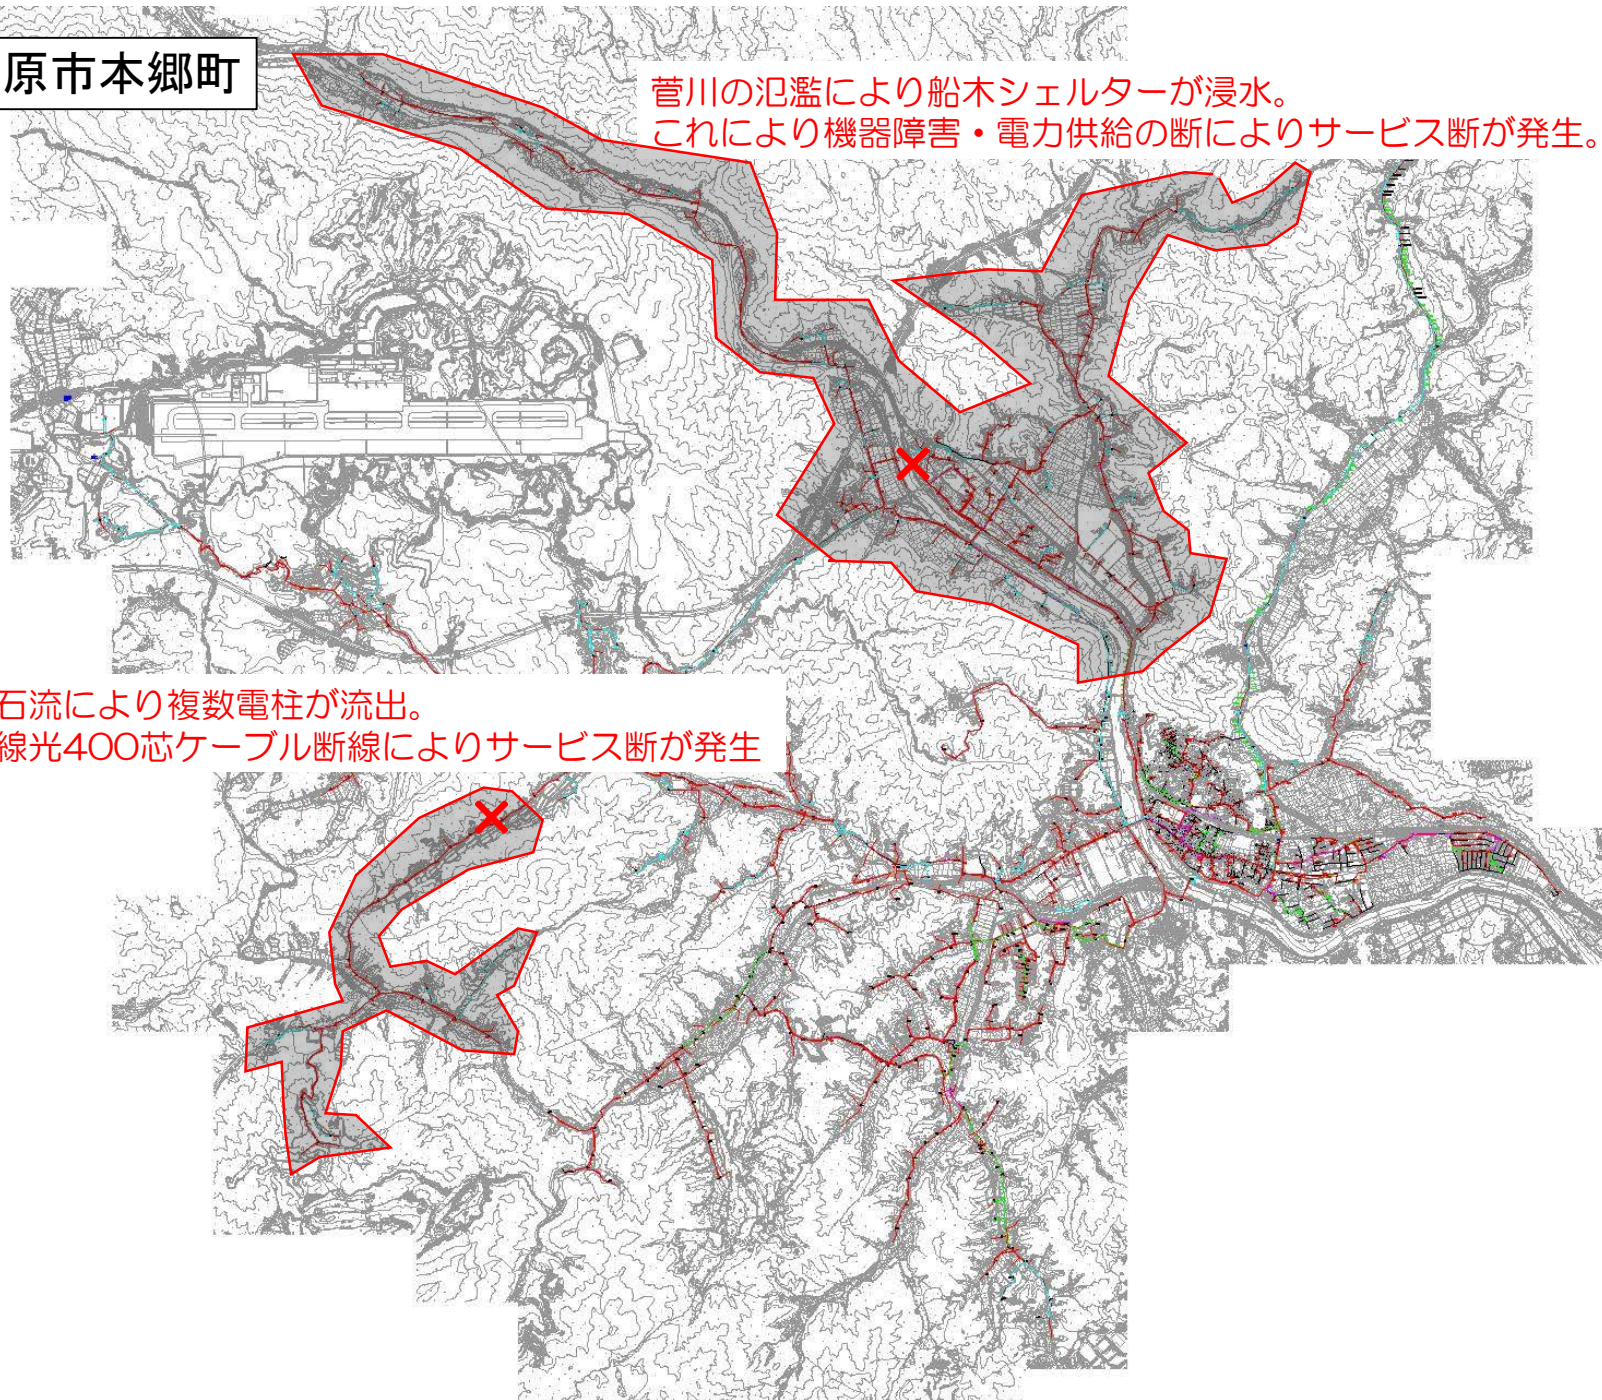 原市本郷町
菅川の氾濫により船木シェルターが浸水。
これにより機器障害・電力供給の断によりサービス断が発生。
石流により複数電柱が流出。
線光400芯ケーブル断線によりサービス断が発生